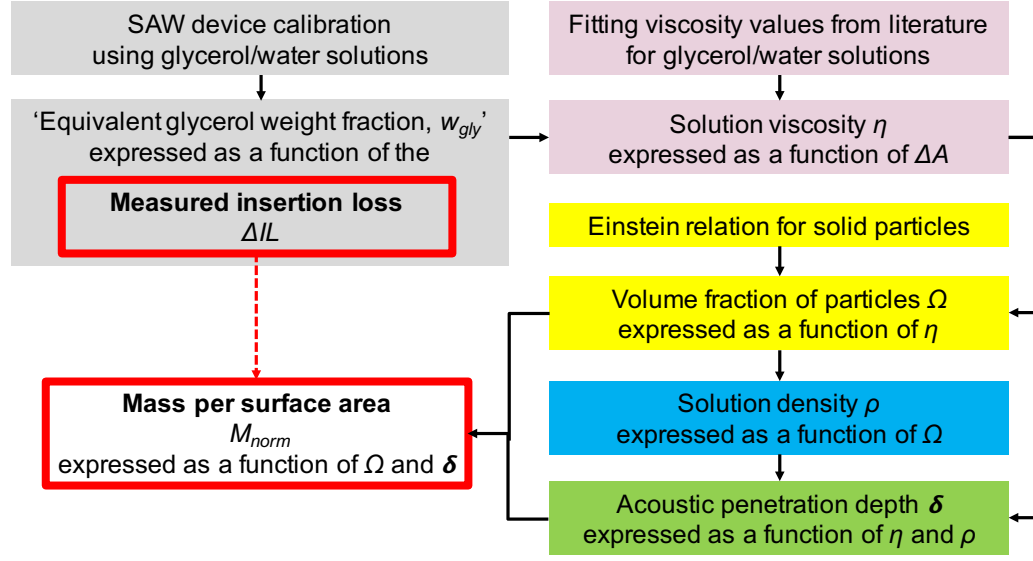 SAW device calibration
using glycerol/water solutions
‘Equivalent glycerol weight fraction, w_gly’
expressed as a function of the
Measured insertion loss
ΔIL
Mass per surface area
M_norm
expressed as a function of Ω and δ
Fitting viscosity values from literature
for glycerol/water solutions
Solution viscosity η
expressed as a function of ΔA
Einstein relation for solid particles
Volume fraction of particles Ω
expressed as a function of η
Solution density ρ
expressed as a function of Ω
Acoustic penetration depth δ
expressed as a function of η and ρ